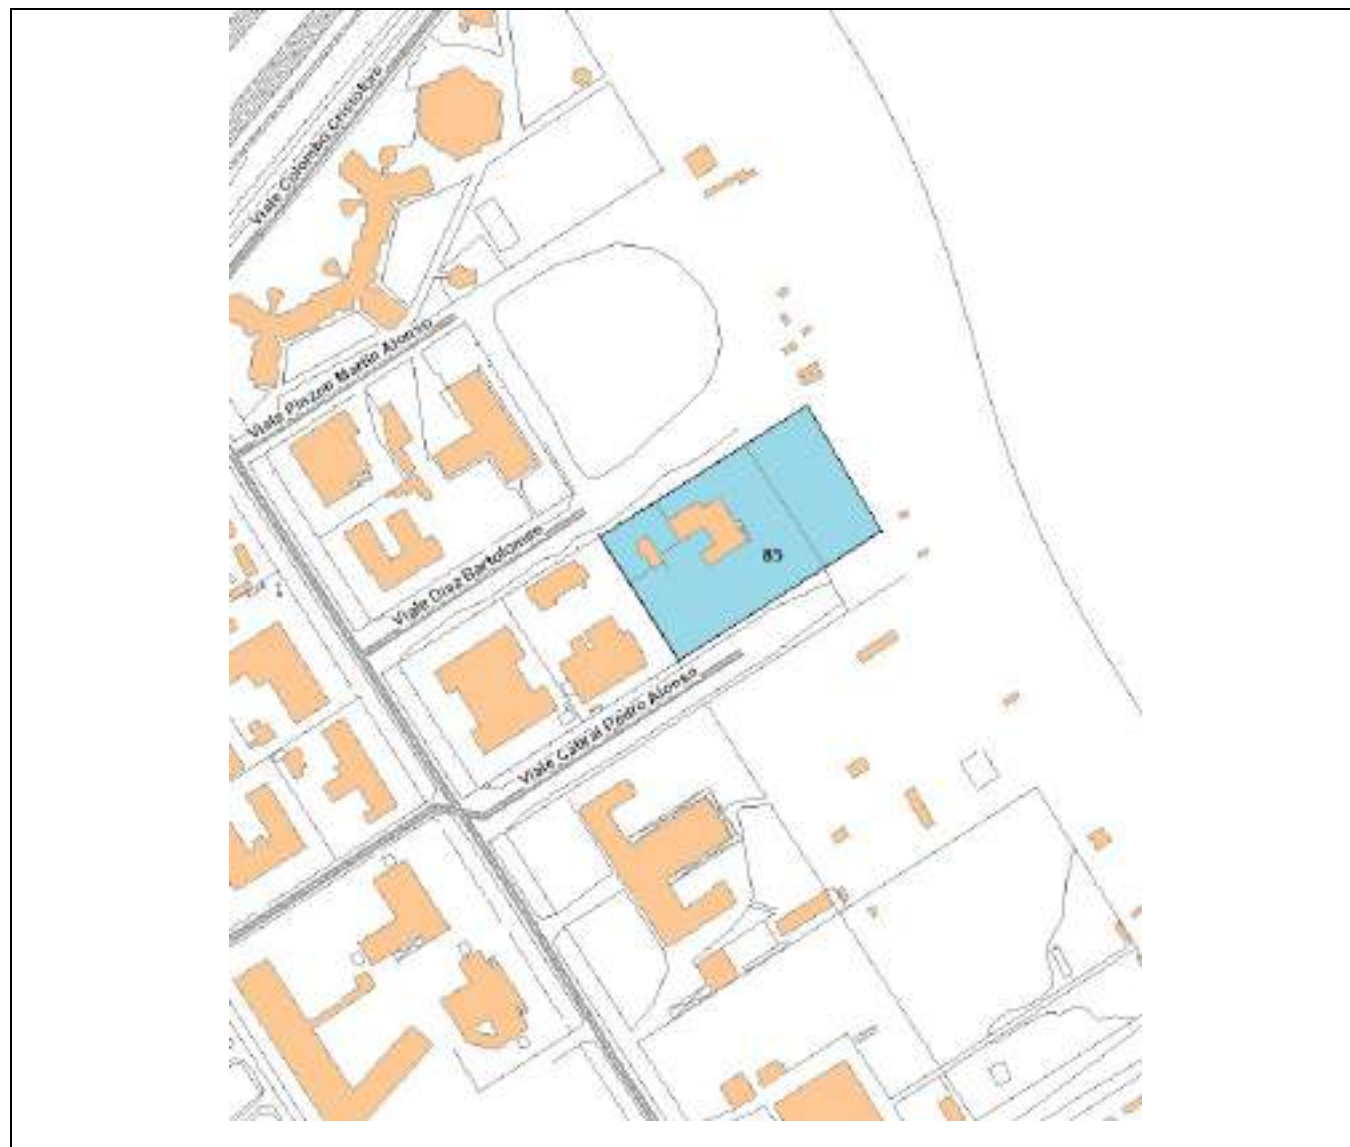 Viale Colombo Cristoforo
Viale Pinzon Martin Alonso
Viale Diaz Bartolomeo
85
Viale Cabral Pedro Alonso